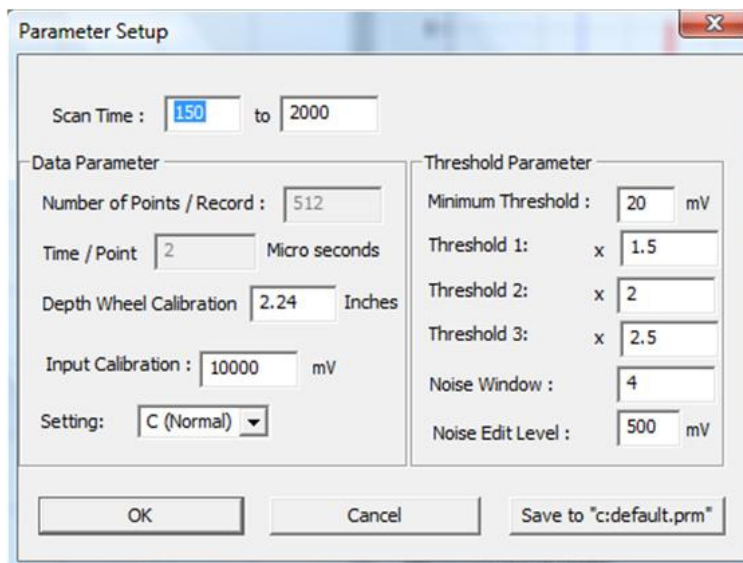 Parameter Setup
Scan Time : 150 to 2000
Data Parameter
Number of Points / Record : 512
Time / Point 2 Micro seconds
Depth Wheel Calibration 2.24 Inches
Input Calibration : 10000 mV
Setting: C (Normal)
Threshold Parameter
Minimum Threshold : 20 mV
Threshold 1: x 1.5
Threshold 2: x 2
Threshold 3: x 2.5
Noise Window : 4
Noise Edit Level : 500 mV
OK Cancel Save to "c:default.prm"